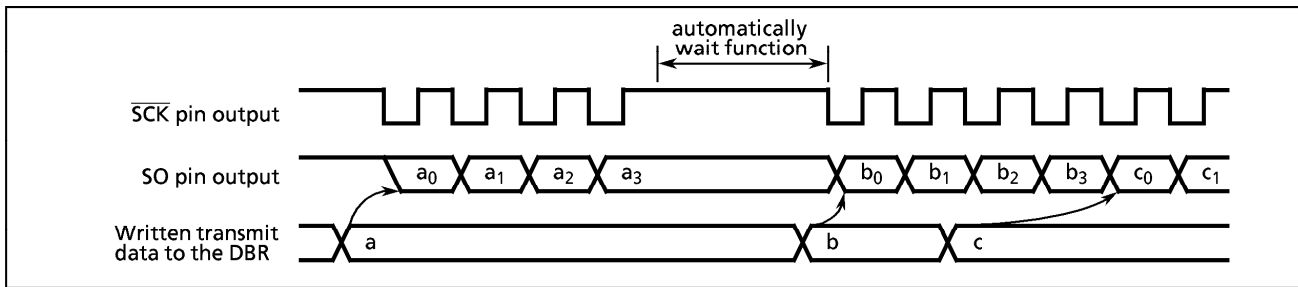 automatically
wait function
SCK pin output
SO pin output
a0 a1 a2 a3 b0 b1 b2 b3 c0 c1
Written transmit
data to the DBR
a b c